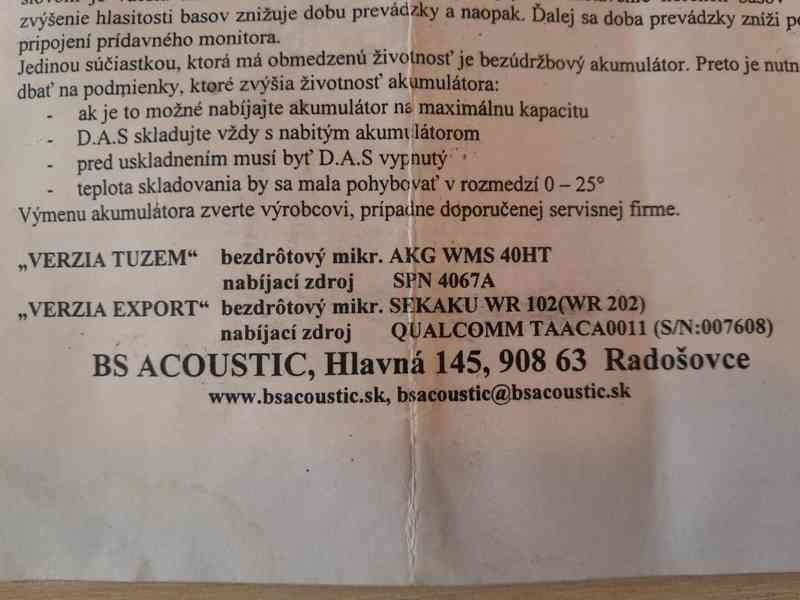 zvýšenie hlasitosti basov znižuje dobu prevádzky a naopak. Ďalej sa doba prevádzky zníži
pripojení prídavného monitora.
Jedinou súčiastkou, ktorá má obmedzenú životnosť je bezúdržbový akumulátor. Preto je nutn
dbať na podmienky, ktoré zvýšia životnosť akumulátora:
- ak je to možné nabíjajte akumulátor na maximálnu kapacitu
- D.A.S skladujte vždy s nabitým akumulátorom
- pred uskladnením musí byť D.A.S vypnutý
- teplota skladovania by sa mala pohybovať v rozmedzí 0 – 25°
Výmenu akumulátora zverte výrobcovi, prípadne doporučenej servisnej firme.
„VERZIA TUZEM“ bezdrôtový mikr. AKG WMS 40HT
nabíjací zdroj SPN 4067A
„VERZIA EXPORT“ bezdrôtový mikr. SEKAKU WR 102(WR 202)
nabíjací zdroj QUALCOMM TAACA0011 (S/N:007608)
BS ACOUSTIC, Hlavná 145, 908 63 Radošovce
www.bsacoustic.sk, bsacoustic@bsacoustic.sk